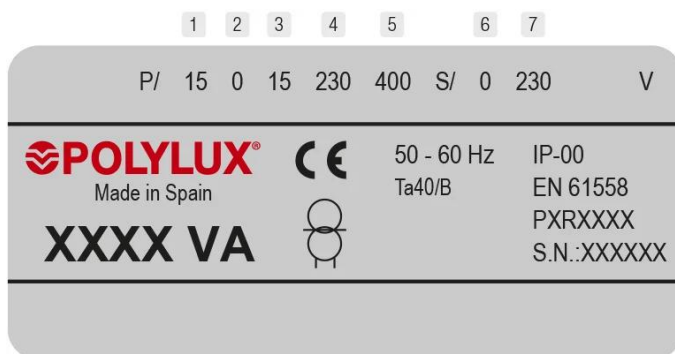 1 2 3 4 5 6 7
P/ 15 0 15 230 400 S/ 0 230 V
POLYLUX®
Made in Spain
XXXX VA
CE
50 - 60 Hz
Ta40/B
IP-00
EN 61558
PXRXXXX
S.N.:XXXXXX